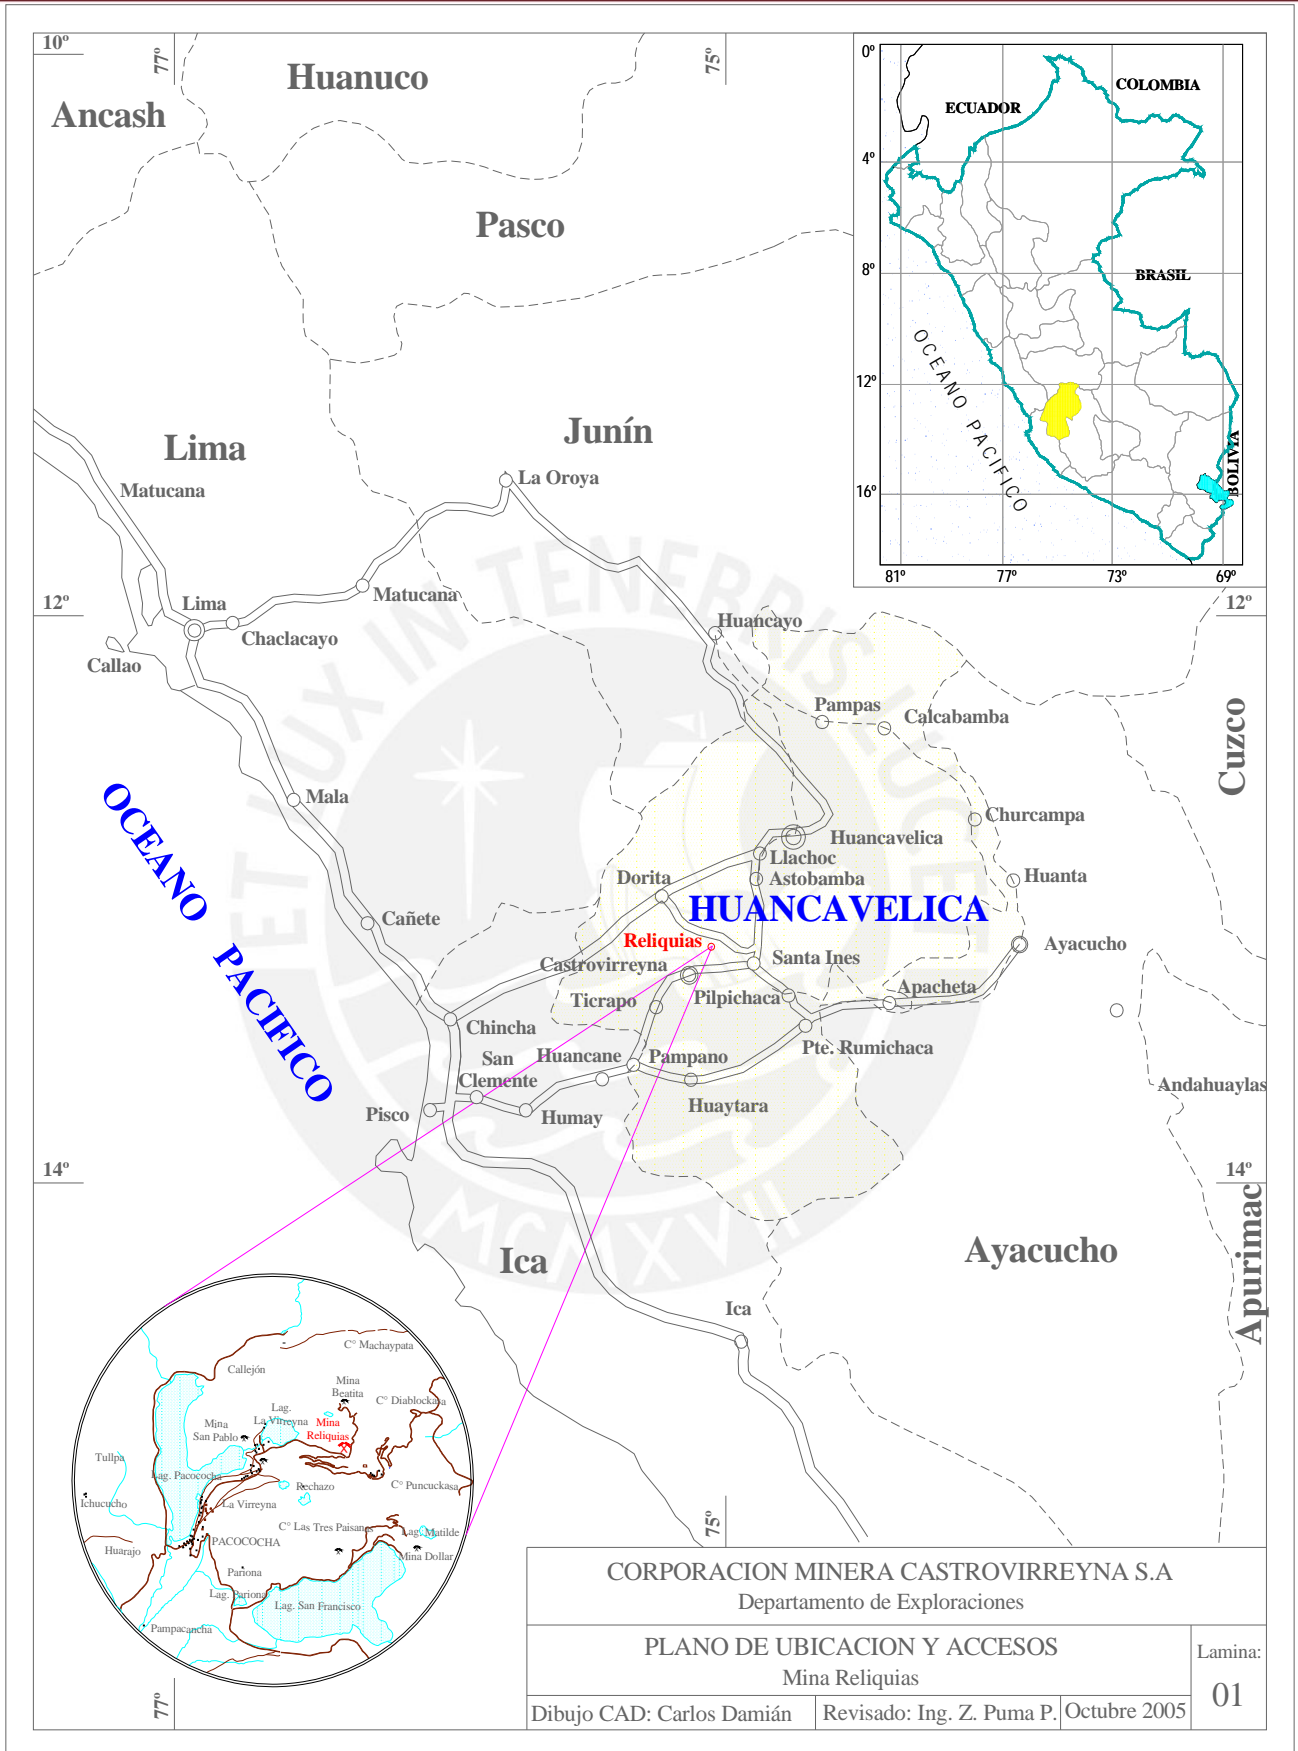 10º
77º
75º
Huanuco
Ancash
Pasco
Lima
Junín
0º
4º
8º
12º
16º
81º
77º
73º
69º
ECUADOR
COLOMBIA
BRASIL
BOLIVIA
OCEANO PACIFICO
Matucana
La Oroya
Lima
Matucana
Chaclacayo
Callao
12º
12º
Huancayo
Pampas
Calcabamba
Cuzco
Mala
Churcampa
Huancavelica
Llachoc
Astobamba
Dorita
Huanta
HUANCAVELICA
Cañete
Reliquias
Ayacucho
Castrovirreyna
Santa Ines
Ticrapo
Pilpichaca
Apacheta
Chincha
Pte. Rumichaca
San
Clemente
Huancane
Pampano
Andahuaylas
Pisco
Humay
Huaytara
OCEANO PACIFICO
14º
14º
Ica
Ayacucho
Apurimac
Ica
ET LUX IN TENEBRIS LUCET
MCMXVII
C° Machaypata
Callejón
Mina
Beatita
C° Diablockasa
Lag.
La Virreyna
Mina
San Pablo
Mina
Reliquias
Tullpa
Lag. Pacococha
Rechazo
C° Puncuckasa
Ichucucho
La Virreyna
C° Las Tres Paisanas
Lag. Matilde
Huarajo
PACOCOCHA
Mina Dollar
Pariona
Lag. Pariona
Lag. San Francisco
Pampacancha
77º
75º
CORPORACION MINERA CASTROVIRREYNA S.A
Departamento de Exploraciones
PLANO DE UBICACION Y ACCESOS
Mina Reliquias
Lamina:
01
Dibujo CAD: Carlos Damián
Revisado: Ing. Z. Puma P.
Octubre 2005